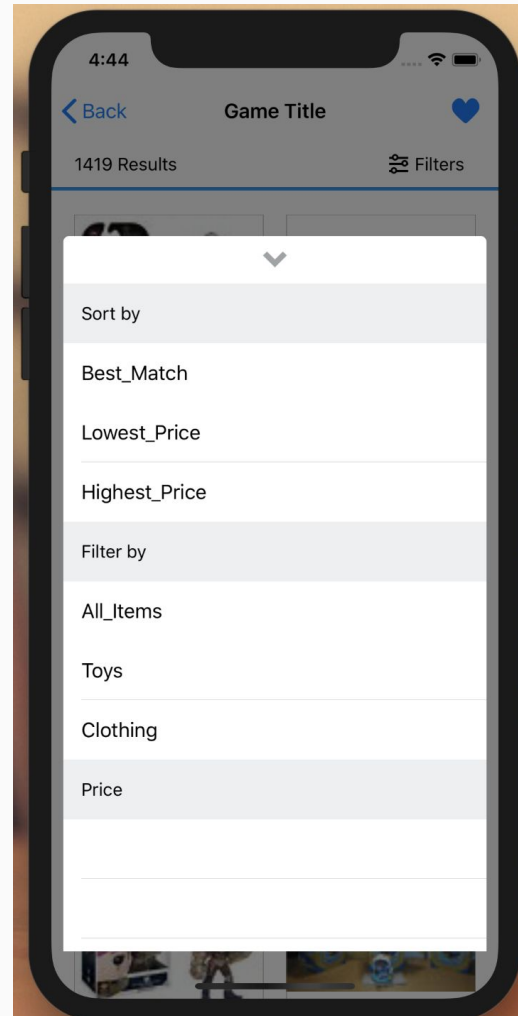 4:44
Back
Game Title
1419 Results
Filters
Sort by
Best_Match
Lowest_Price
Highest_Price
Filter by
All_Items
Toys
Clothing
Price